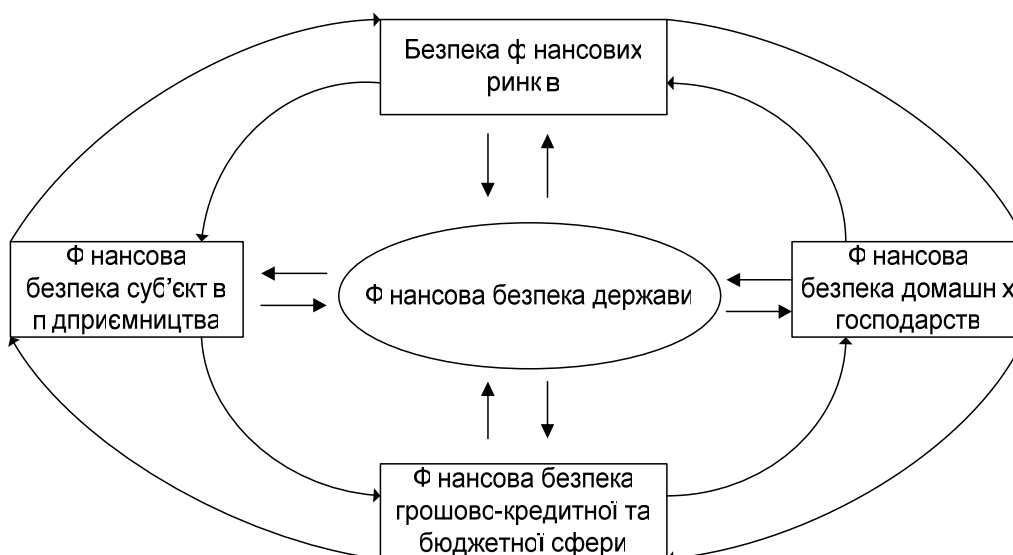 Безпека ф нансових
ринк в
Ф нансова
безпека суб’єкт в
п дприємництва
Ф нансова безпека держави
Ф нансова
безпека домашн х
господарств
Ф нансова безпека
грошово-кредитної та
бюджетної сфери